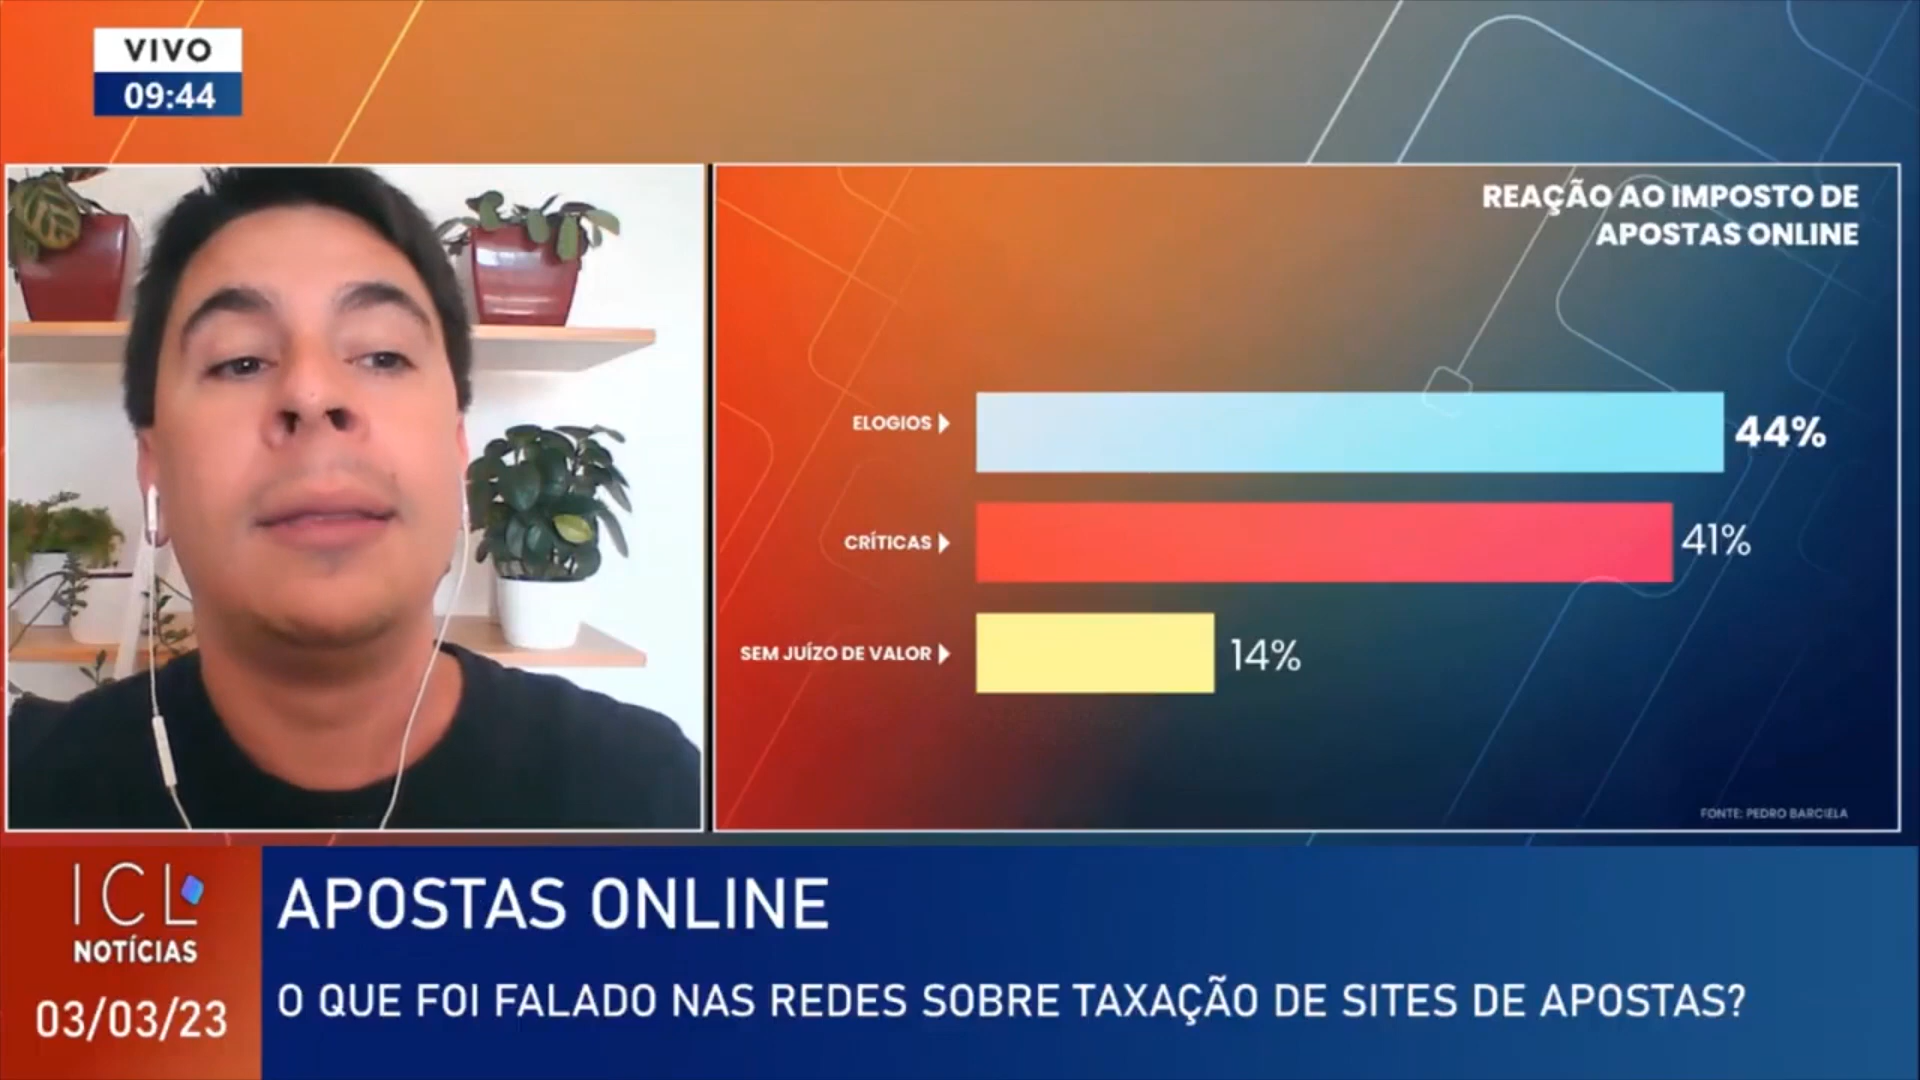 VIVO
09:44
REAÇÃO AO IMPOSTO DE
APOSTAS ONLINE
ELOGIOS
44%
CRÍTICAS
41%
SEM JUÍZO DE VALOR
14%
FONTE: PEDRO BARCIELA
ICL
NOTÍCIAS
03/03/23
APOSTAS ONLINE
O QUE FOI FALADO NAS REDES SOBRE TAXAÇÃO DE SITES DE APOSTAS?